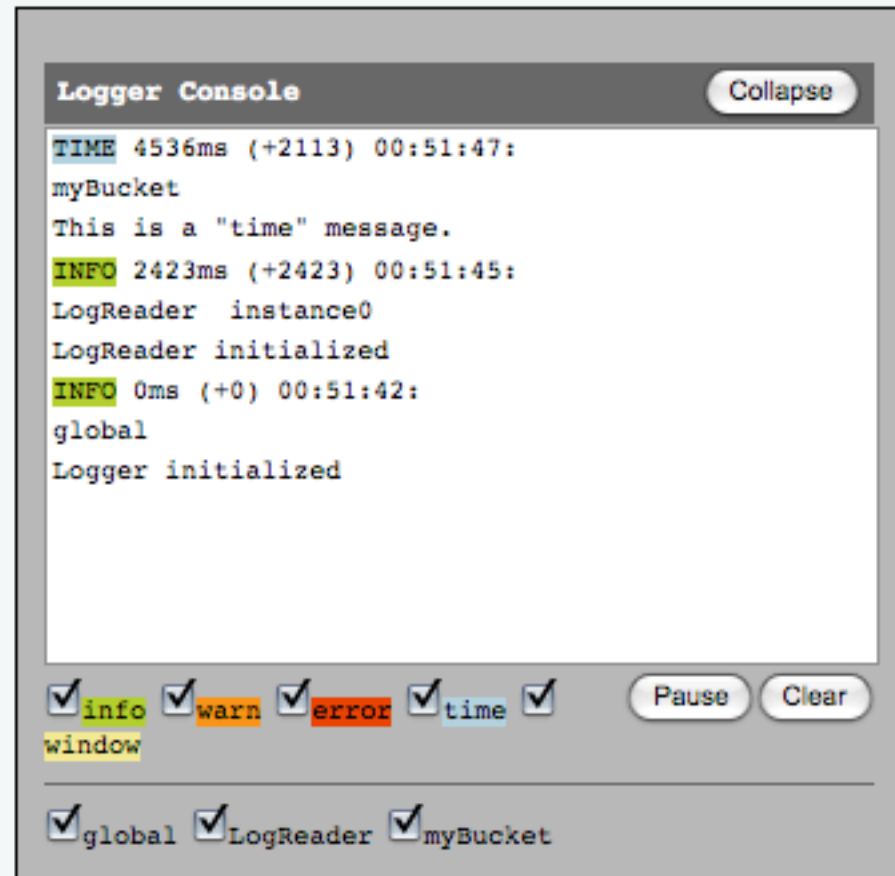 Logger Console Collapse
TIME 4536ms (+2113) 00:51:47:
myBucket
This is a "time" message.
INFO 2423ms (+2423) 00:51:45:
LogReader  instance0
LogReader initialized
INFO 0ms (+0) 00:51:42:
global
Logger initialized
info warn error time Pause Clear
window
global LogReader myBucket